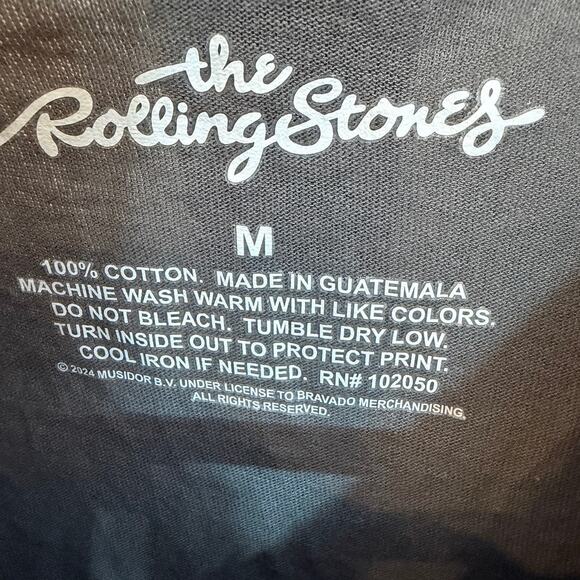 the
Rolling Stones
M
100% COTTON. MADE IN GUATEMALA
MACHINE WASH WARM WITH LIKE COLORS.
DO NOT BLEACH. TUMBLE DRY LOW.
TURN INSIDE OUT TO PROTECT PRINT.
COOL IRON IF NEEDED. RN# 102050
© 2024 MUSIDOR B.V. UNDER LICENSE TO BRAVADO MERCHANDISING.
ALL RIGHTS RESERVED.